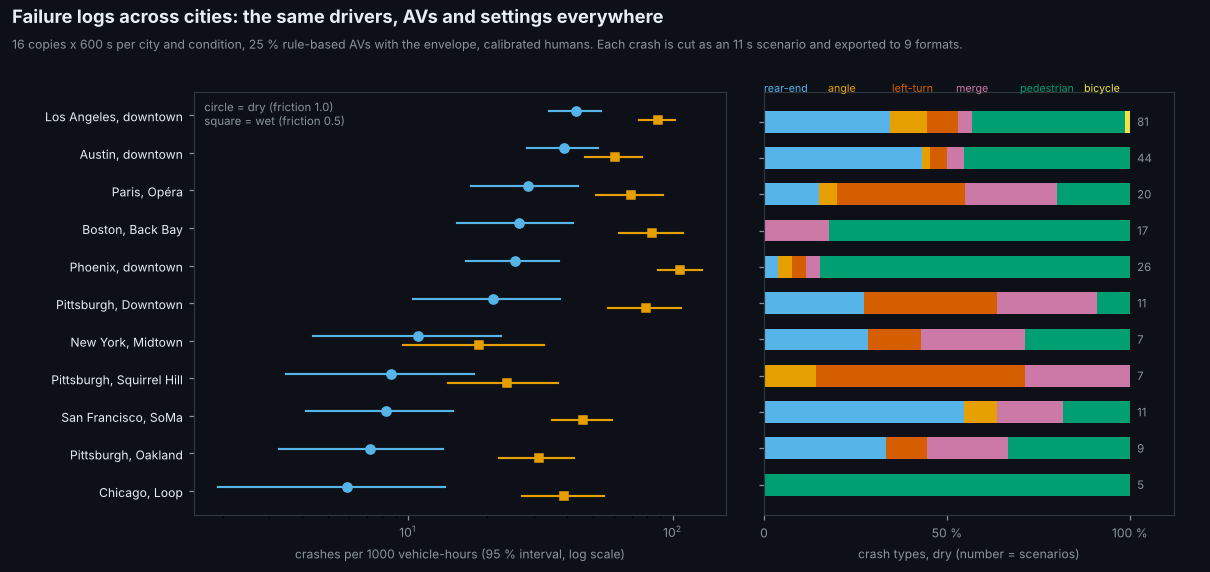 Failure logs across cities: the same drivers, AVs and settings everywhere
16 copies x 600 s per city and condition, 25 % rule-based AVs with the envelope, calibrated humans. Each crash is cut as an 11 s scenario and exported to 9 formats.
circle = dry (friction 1.0)
square = wet (friction 0.5)
Los Angeles, downtown
Austin, downtown
Paris, Opéra
Boston, Back Bay
Phoenix, downtown
Pittsburgh, Downtown
New York, Midtown
Pittsburgh, Squirrel Hill
San Francisco, SoMa
Pittsburgh, Oakland
Chicago, Loop
10¹ 10²
crashes per 1000 vehicle-hours (95 % interval, log scale)
rear-end angle left-turn merge pedestrian bicycle
81
44
20
17
26
11
7
7
11
9
5
0 50 % 100 %
crash types, dry (number = scenarios)